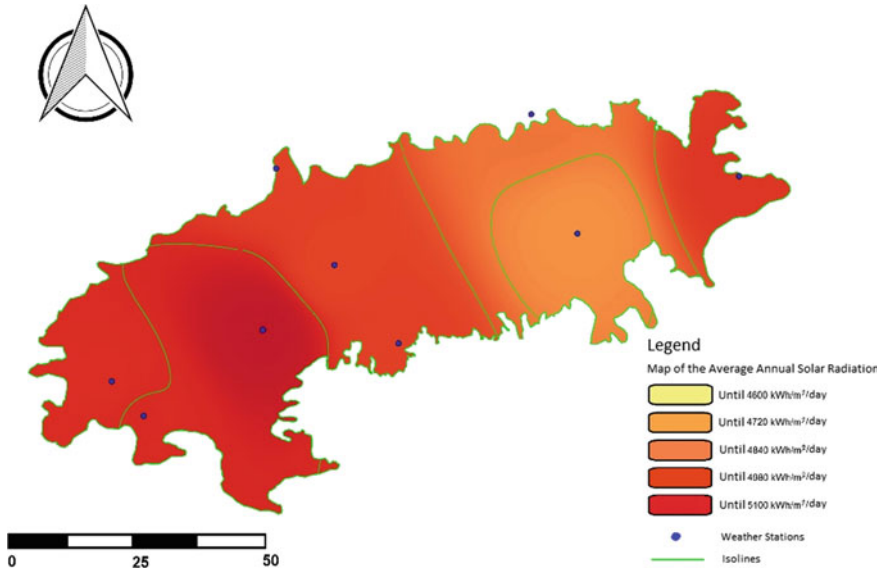 Legend
Map of the Average Annual Solar Radiation
Until 4600 kWh/m²/day
Until 4720 kWh/m²/day
Until 4840 kWh/m²/day
Until 4980 kWh/m²/day
Until 5100 kWh/m²/day
Weather Stations
Isolines
0 25 50